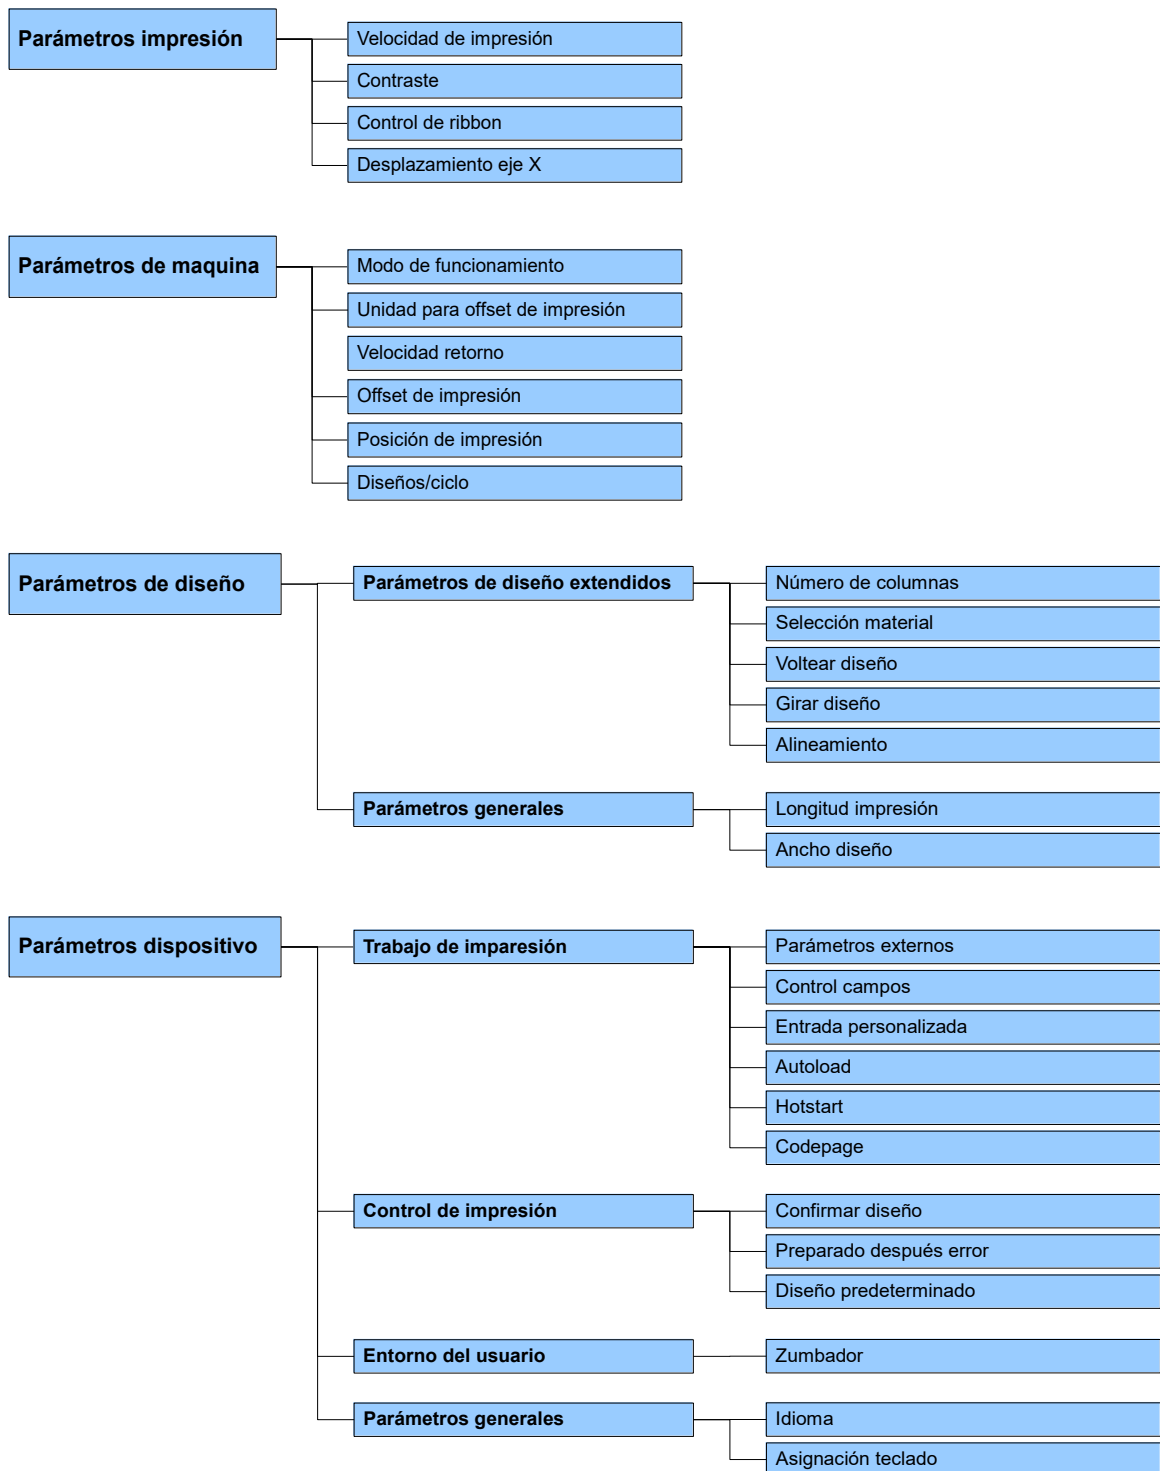 Parámetros impresión
Velocidad de impresión
Contraste
Control de ribbon
Desplazamiento eje X
Parámetros de maquina
Modo de funcionamiento
Unidad para offset de impresión
Velocidad retorno
Offset de impresión
Posición de impresión
Diseños/ciclo
Parámetros de diseño
Parámetros de diseño extendidos
Número de columnas
Selección material
Voltear diseño
Girar diseño
Alineamiento
Parámetros generales
Longitud impresión
Ancho diseño
Parámetros dispositivo
Trabajo de imparesión
Parámetros externos
Control campos
Entrada personalizada
Autoload
Hotstart
Codepage
Control de impresión
Confirmar diseño
Preparado después error
Diseño predeterminado
Entorno del usuario
Zumbador
Parámetros generales
Idioma
Asignación teclado